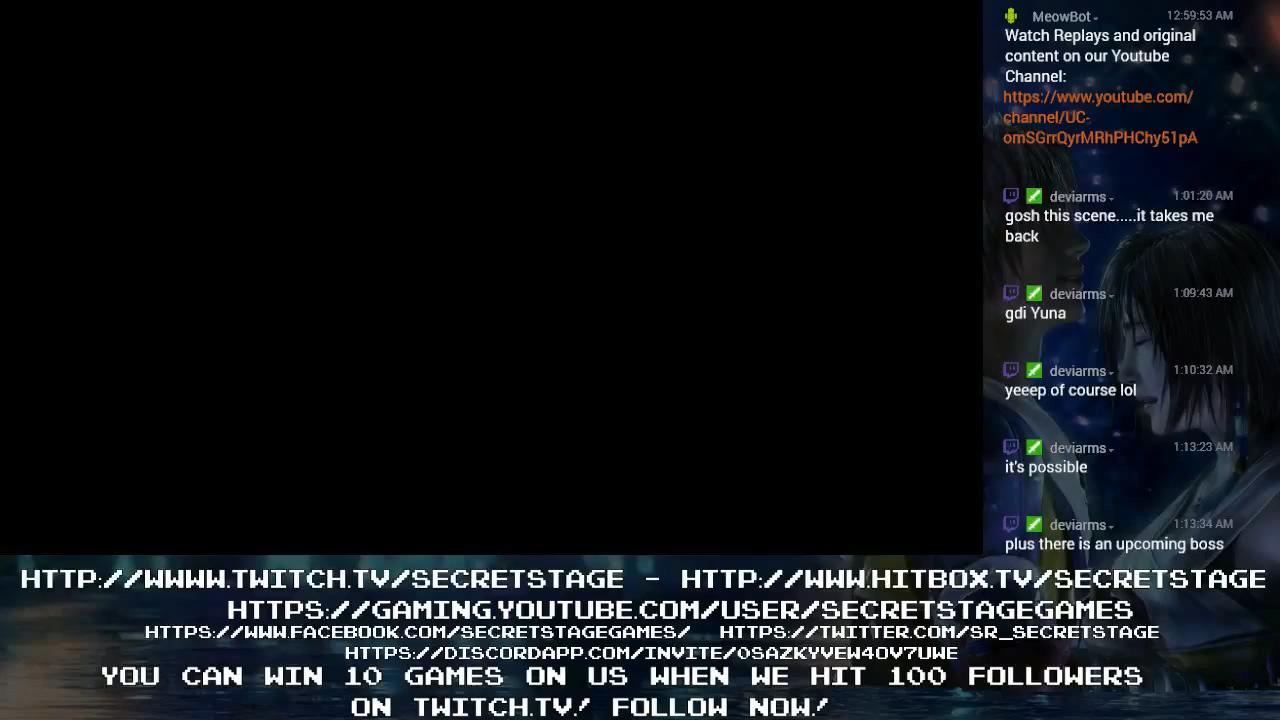 MeowBot 12:59:53 AM
Watch Replays and original
content on our Youtube
Channel:
https://www.youtube.com/
channel/UC-
omSGrrQyrMRhPHChy51pA
deviarms 1:01:20 AM
gosh this scene.....it takes me
back
deviarms 1:09:43 AM
gdi Yuna
deviarms 1:10:32 AM
yeeep of course lol
deviarms 1:13:23 AM
it's possible
deviarms 1:13:34 AM
plus there is an upcoming boss
HTTP://WWWW.TWITCH.TV/SECRETSTAGE - HTTP://WWW.HITBOX.TV/SECRETSTAGE
HTTPS://GAMING.YOUTUBE.COM/USER/SECRETSTAGEGAMES
HTTPS://WWW.FACEBOOK.COM/SECRETSTAGEGAMES/ HTTPS://TWITTER.COM/SR_SECRETSTAGE
HTTPS://DISCORDAPP.COM/INVITE/0SAZKYVEW4OV7UWE
YOU CAN WIN 10 GAMES ON US WHEN WE HIT 100 FOLLOWERS
ON TWITCH.TV! FOLLOW NOW!